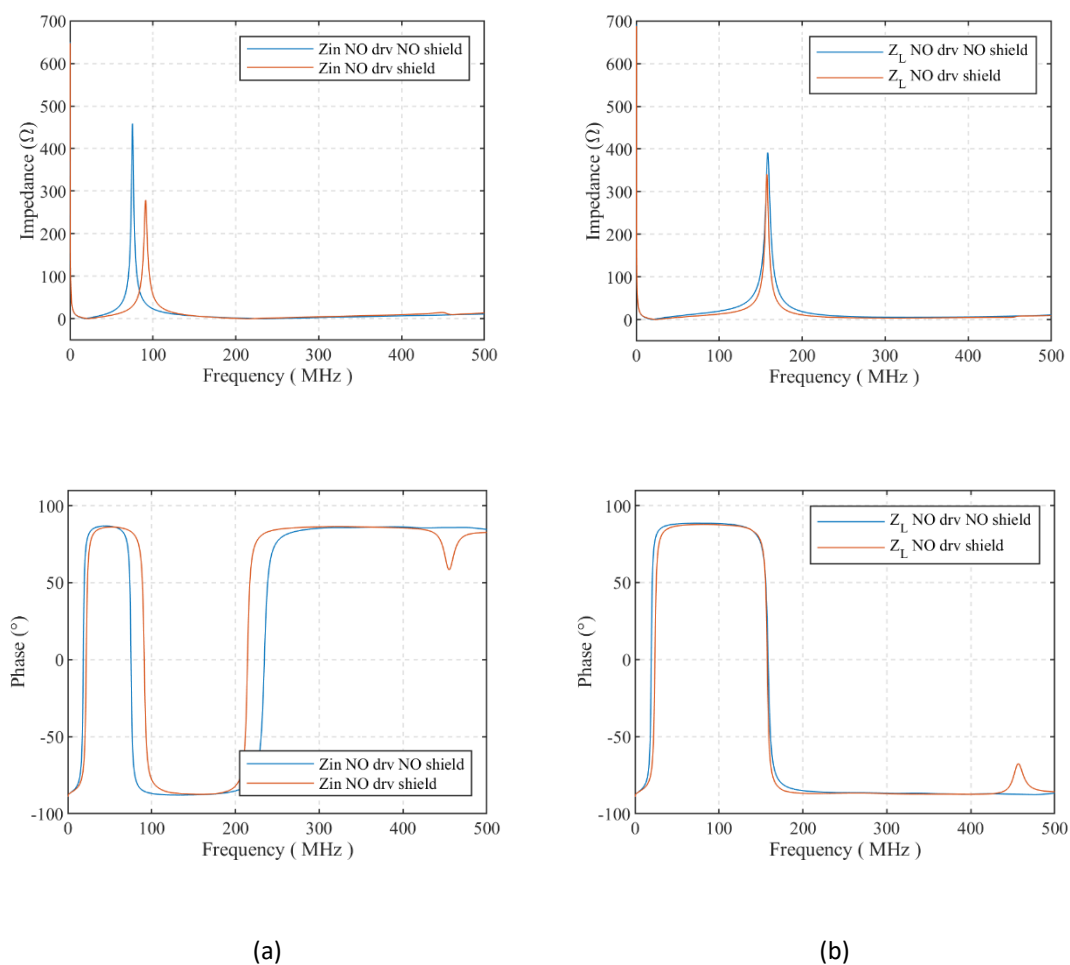 700
600
500
400
300
200
100
0
Impedance (Ω)
Zin NO drv NO shield
Zin NO drv shield
0 100 200 300 400 500
Frequency ( MHz )
700
600
500
400
300
200
100
0
Impedance (Ω)
Z_L NO drv NO shield
Z_L NO drv shield
0 100 200 300 400 500
Frequency ( MHz )
100
50
0
-50
-100
Phase (°)
Zin NO drv NO shield
Zin NO drv shield
0 100 200 300 400 500
Frequency ( MHz )
100
50
0
-50
-100
Phase (°)
Z_L NO drv NO shield
Z_L NO drv shield
0 100 200 300 400 500
Frequency ( MHz )
(a)
(b)